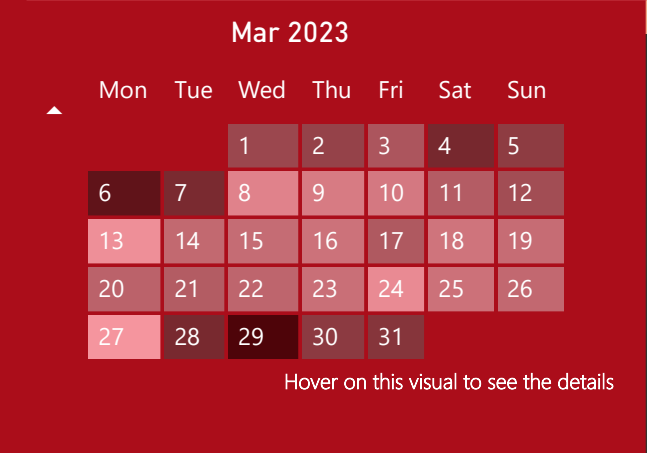 Mar 2023
Mon Tue Wed Thu Fri Sat Sun
1 2 3 4 5
6 7 8 9 10 11 12
13 14 15 16 17 18 19
20 21 22 23 24 25 26
27 28 29 30 31
Hover on this visual to see the details